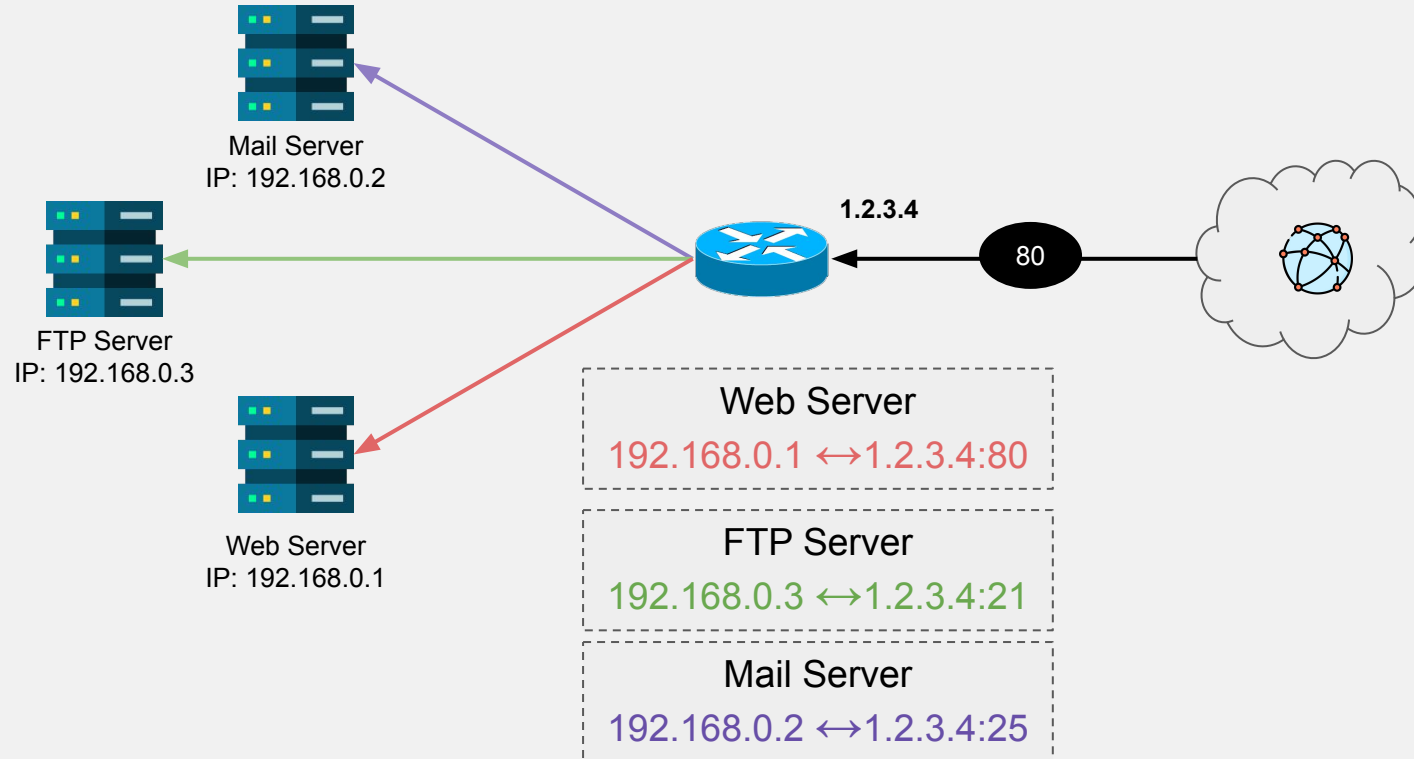 Mail Server
IP: 192.168.0.2
1.2.3.4
80
FTP Server
IP: 192.168.0.3
Web Server
IP: 192.168.0.1
Web Server
192.168.0.1 ↔1.2.3.4:80
FTP Server
192.168.0.3 ↔1.2.3.4:21
Mail Server
192.168.0.2 ↔1.2.3.4:25